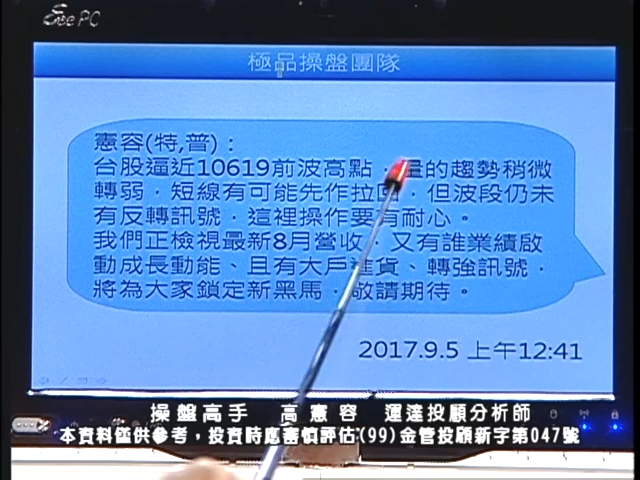 Eee PC
極品操盤團隊
憲容(特,普)：
台股逼近10619前波高點，量的趨勢稍微
轉弱，短線有可能先作拉回，但波段仍未
有反轉訊號，這裡操作要有耐心。
我們正檢視最新8月營收，又有誰業績啟
動成長動能、且有大戶進貨、轉強訊號，
將為大家鎖定新黑馬，敬請期待。
2017.9.5 上午12:41
操盤高手 高憲容 運達投顧分析師
本資料僅供參考，投資時應審慎評估(99)金管投顧新字第047號